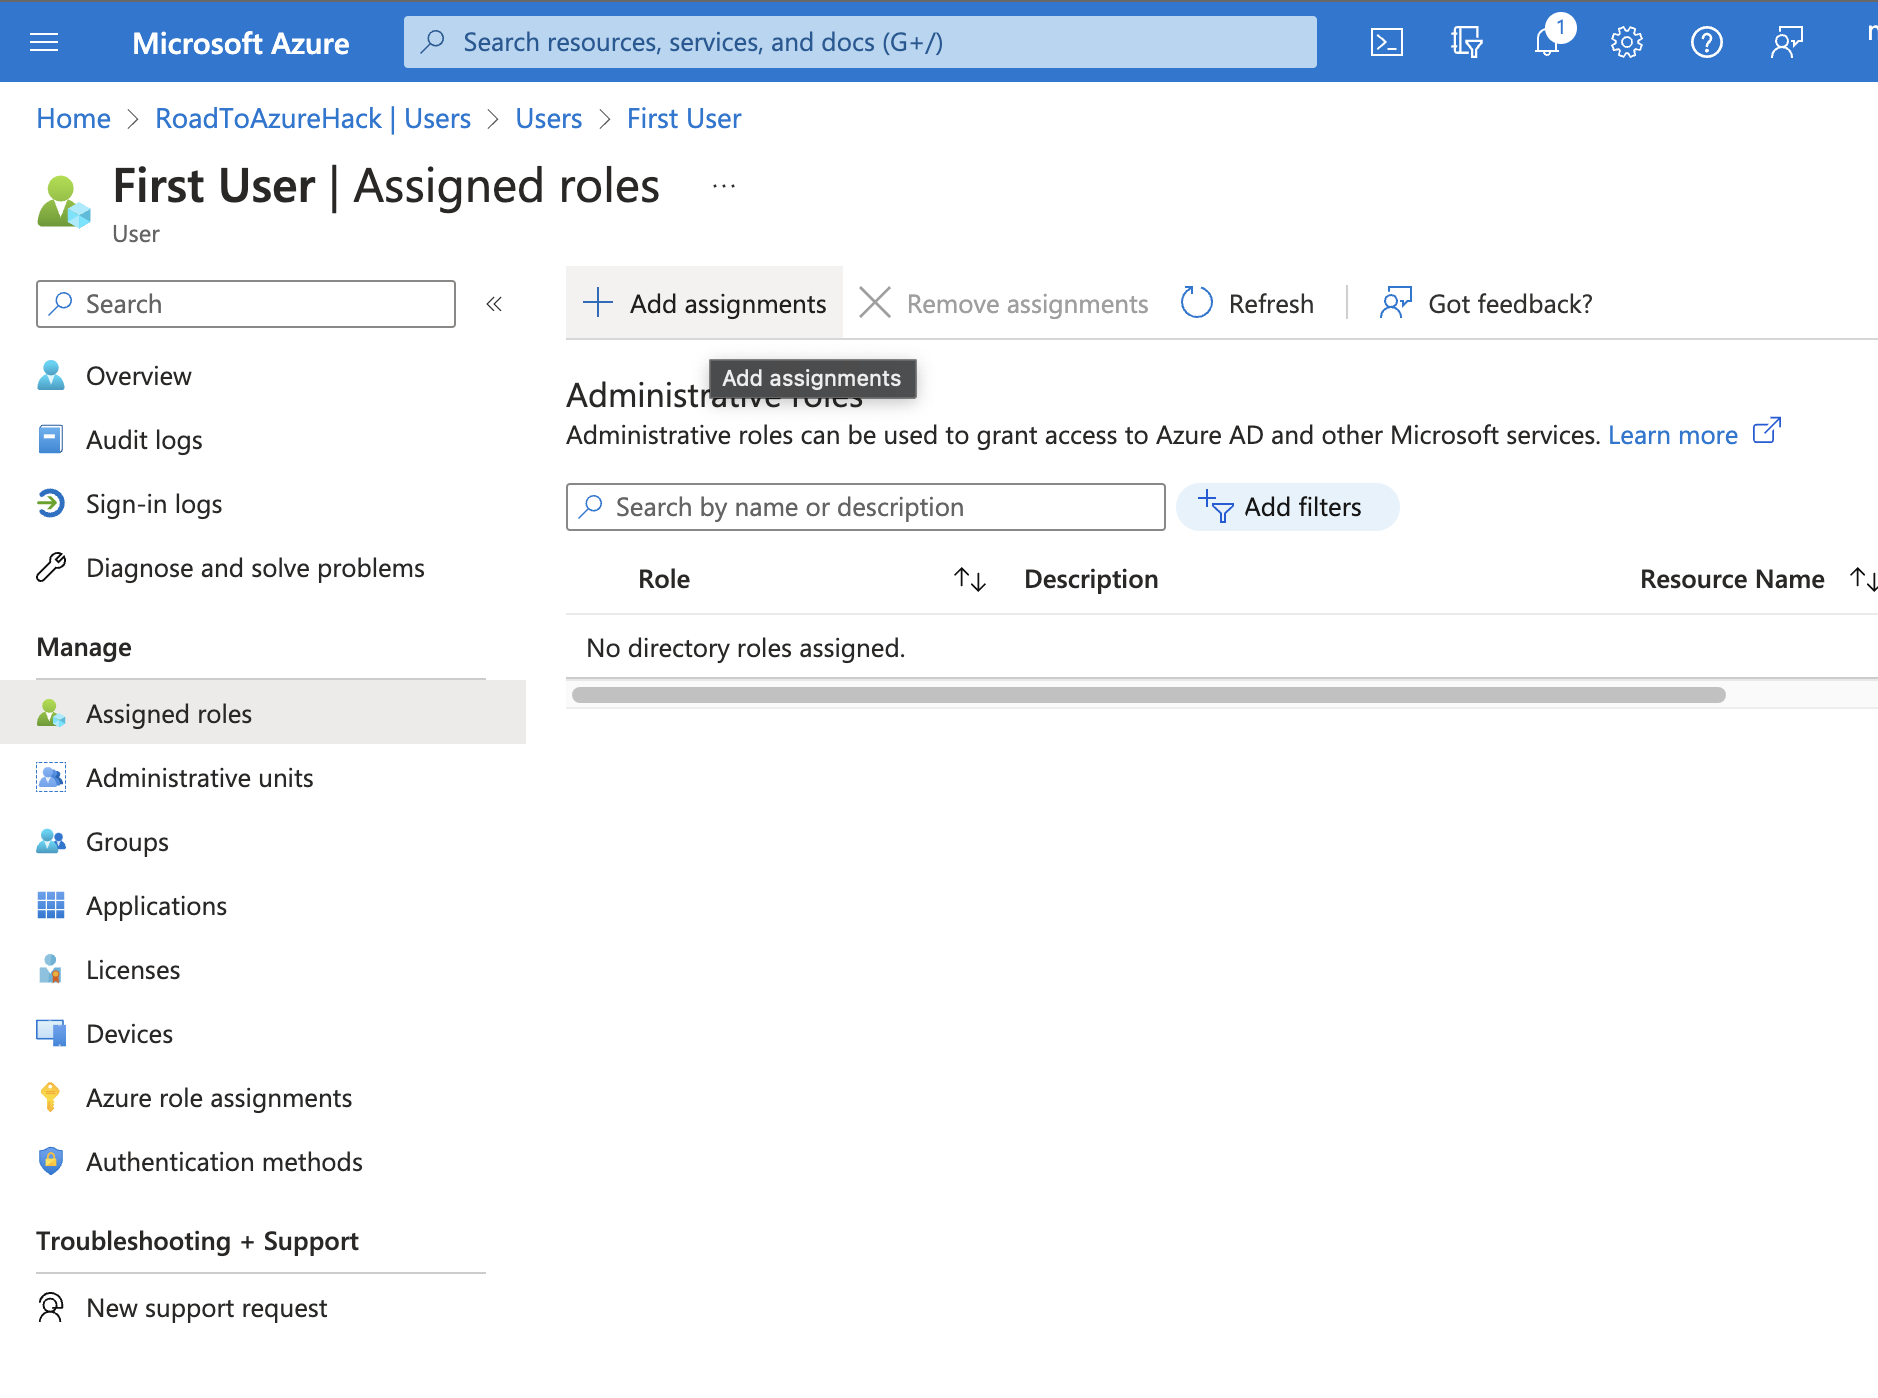 Microsoft Azure
Search resources, services, and docs (G+/)
1
Home > RoadToAzureHack | Users > Users > First User
First User | Assigned roles ...
User
Search
«
Overview
Audit logs
Sign-in logs
Diagnose and solve problems
Manage
Assigned roles
Administrative units
Groups
Applications
Licenses
Devices
Azure role assignments
Authentication methods
Troubleshooting + Support
New support request
Add assignments
Remove assignments
Refresh
Got feedback?
Add assignments
Administrative roles
Administrative roles can be used to grant access to Azure AD and other Microsoft services. Learn more
Search by name or description
Add filters
Role
Description
Resource Name
No directory roles assigned.